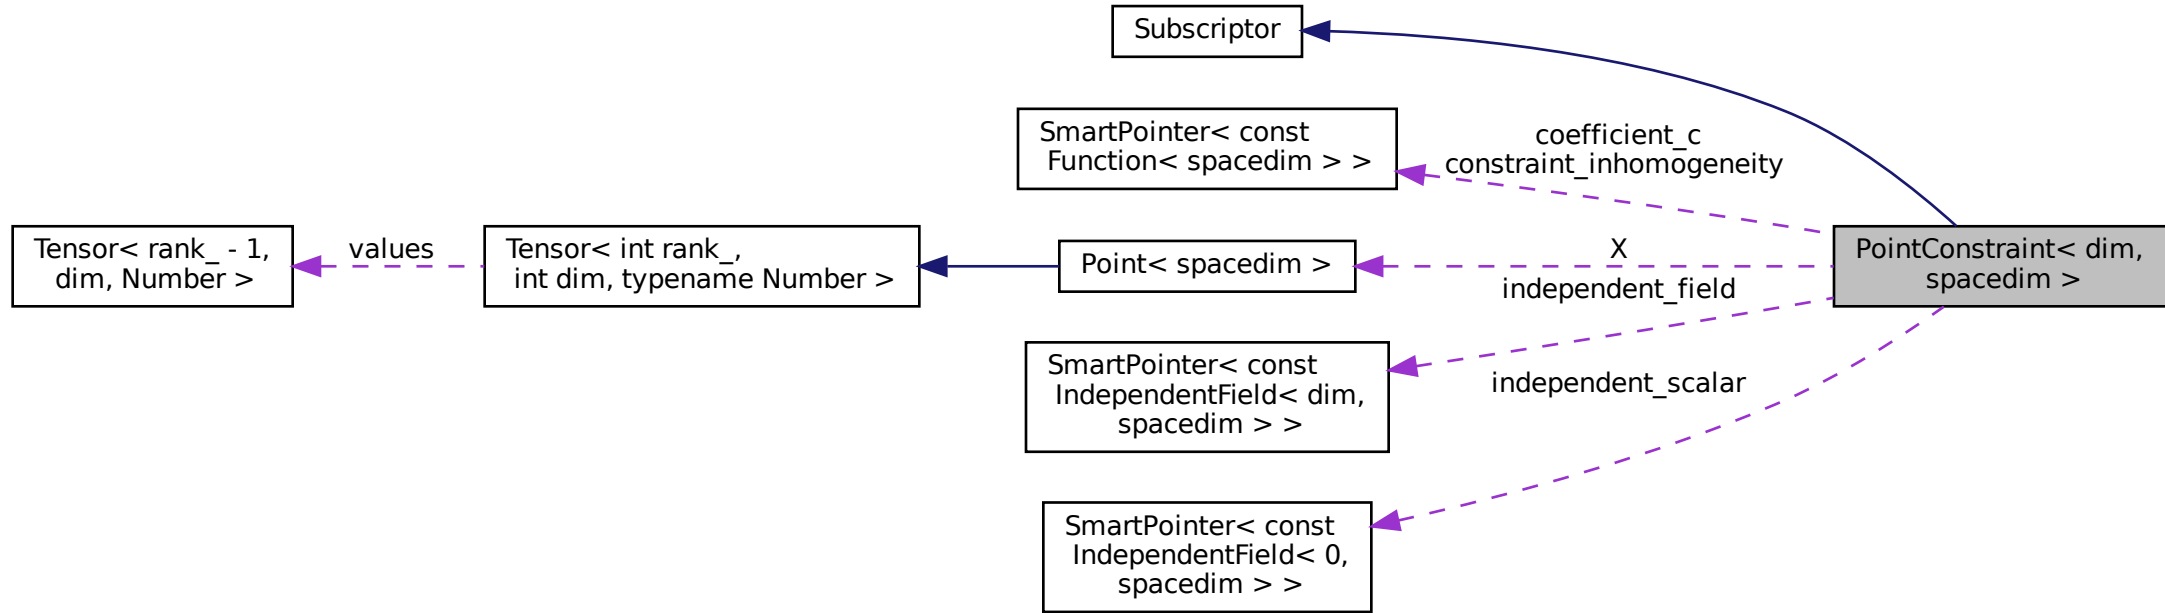 Subscriptor
SmartPointer< const
Function< spacedim > >
coefficient_c
constraint_inhomogeneity
Tensor< rank_ - 1,
dim, Number >
values
Tensor< int rank_,
int dim, typename Number >
Point< spacedim >
X
PointConstraint< dim,
spacedim >
independent_field
SmartPointer< const
IndependentField< dim,
spacedim > >
independent_scalar
SmartPointer< const
IndependentField< 0,
spacedim > >